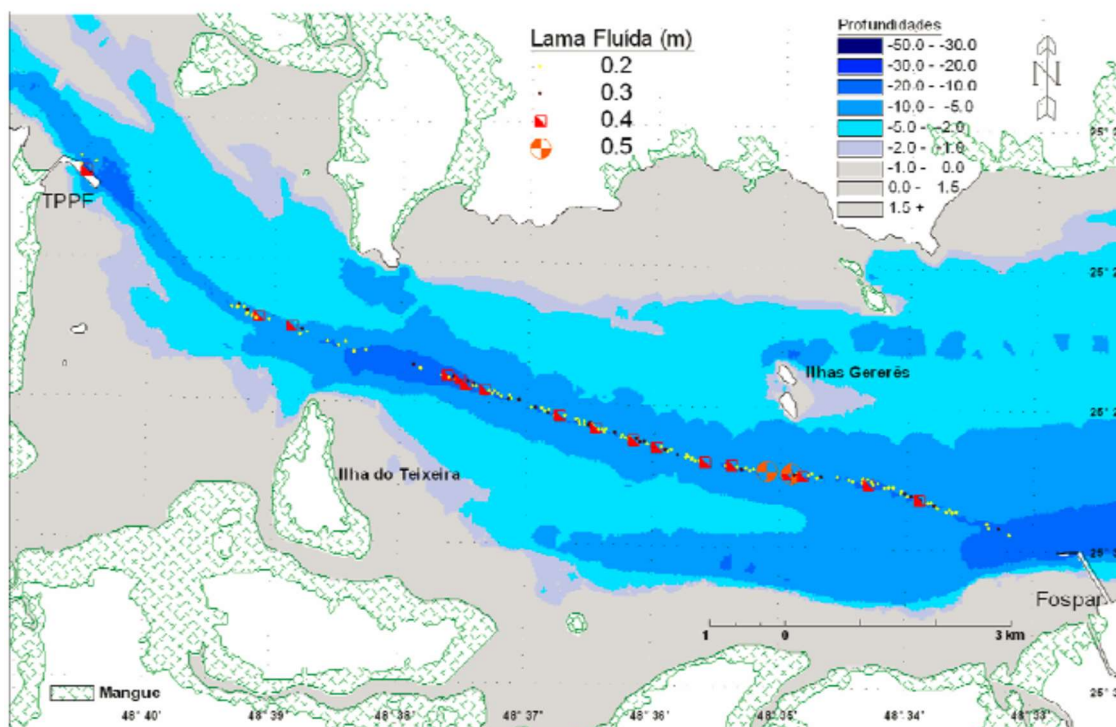 Lama Fluída (m)
0.2
0.3
0.4
0.5
Profundidades
-50.0 - -30.0
-30.0 - -20.0
-20.0 - -10.0
-10.0 - -5.0
-5.0 - -2.0
-2.0 - -1.0
-1.0 - 0.0
0.0 - 1.5
1.5 +
N
TPPF
Ilhas Gererês
Ilha do Teixeira
Fospar
1 0 3 km
Mangue
48° 40' 48° 39' 48° 38' 48° 37' 48° 36' 48° 35' 48° 34' 48° 33'